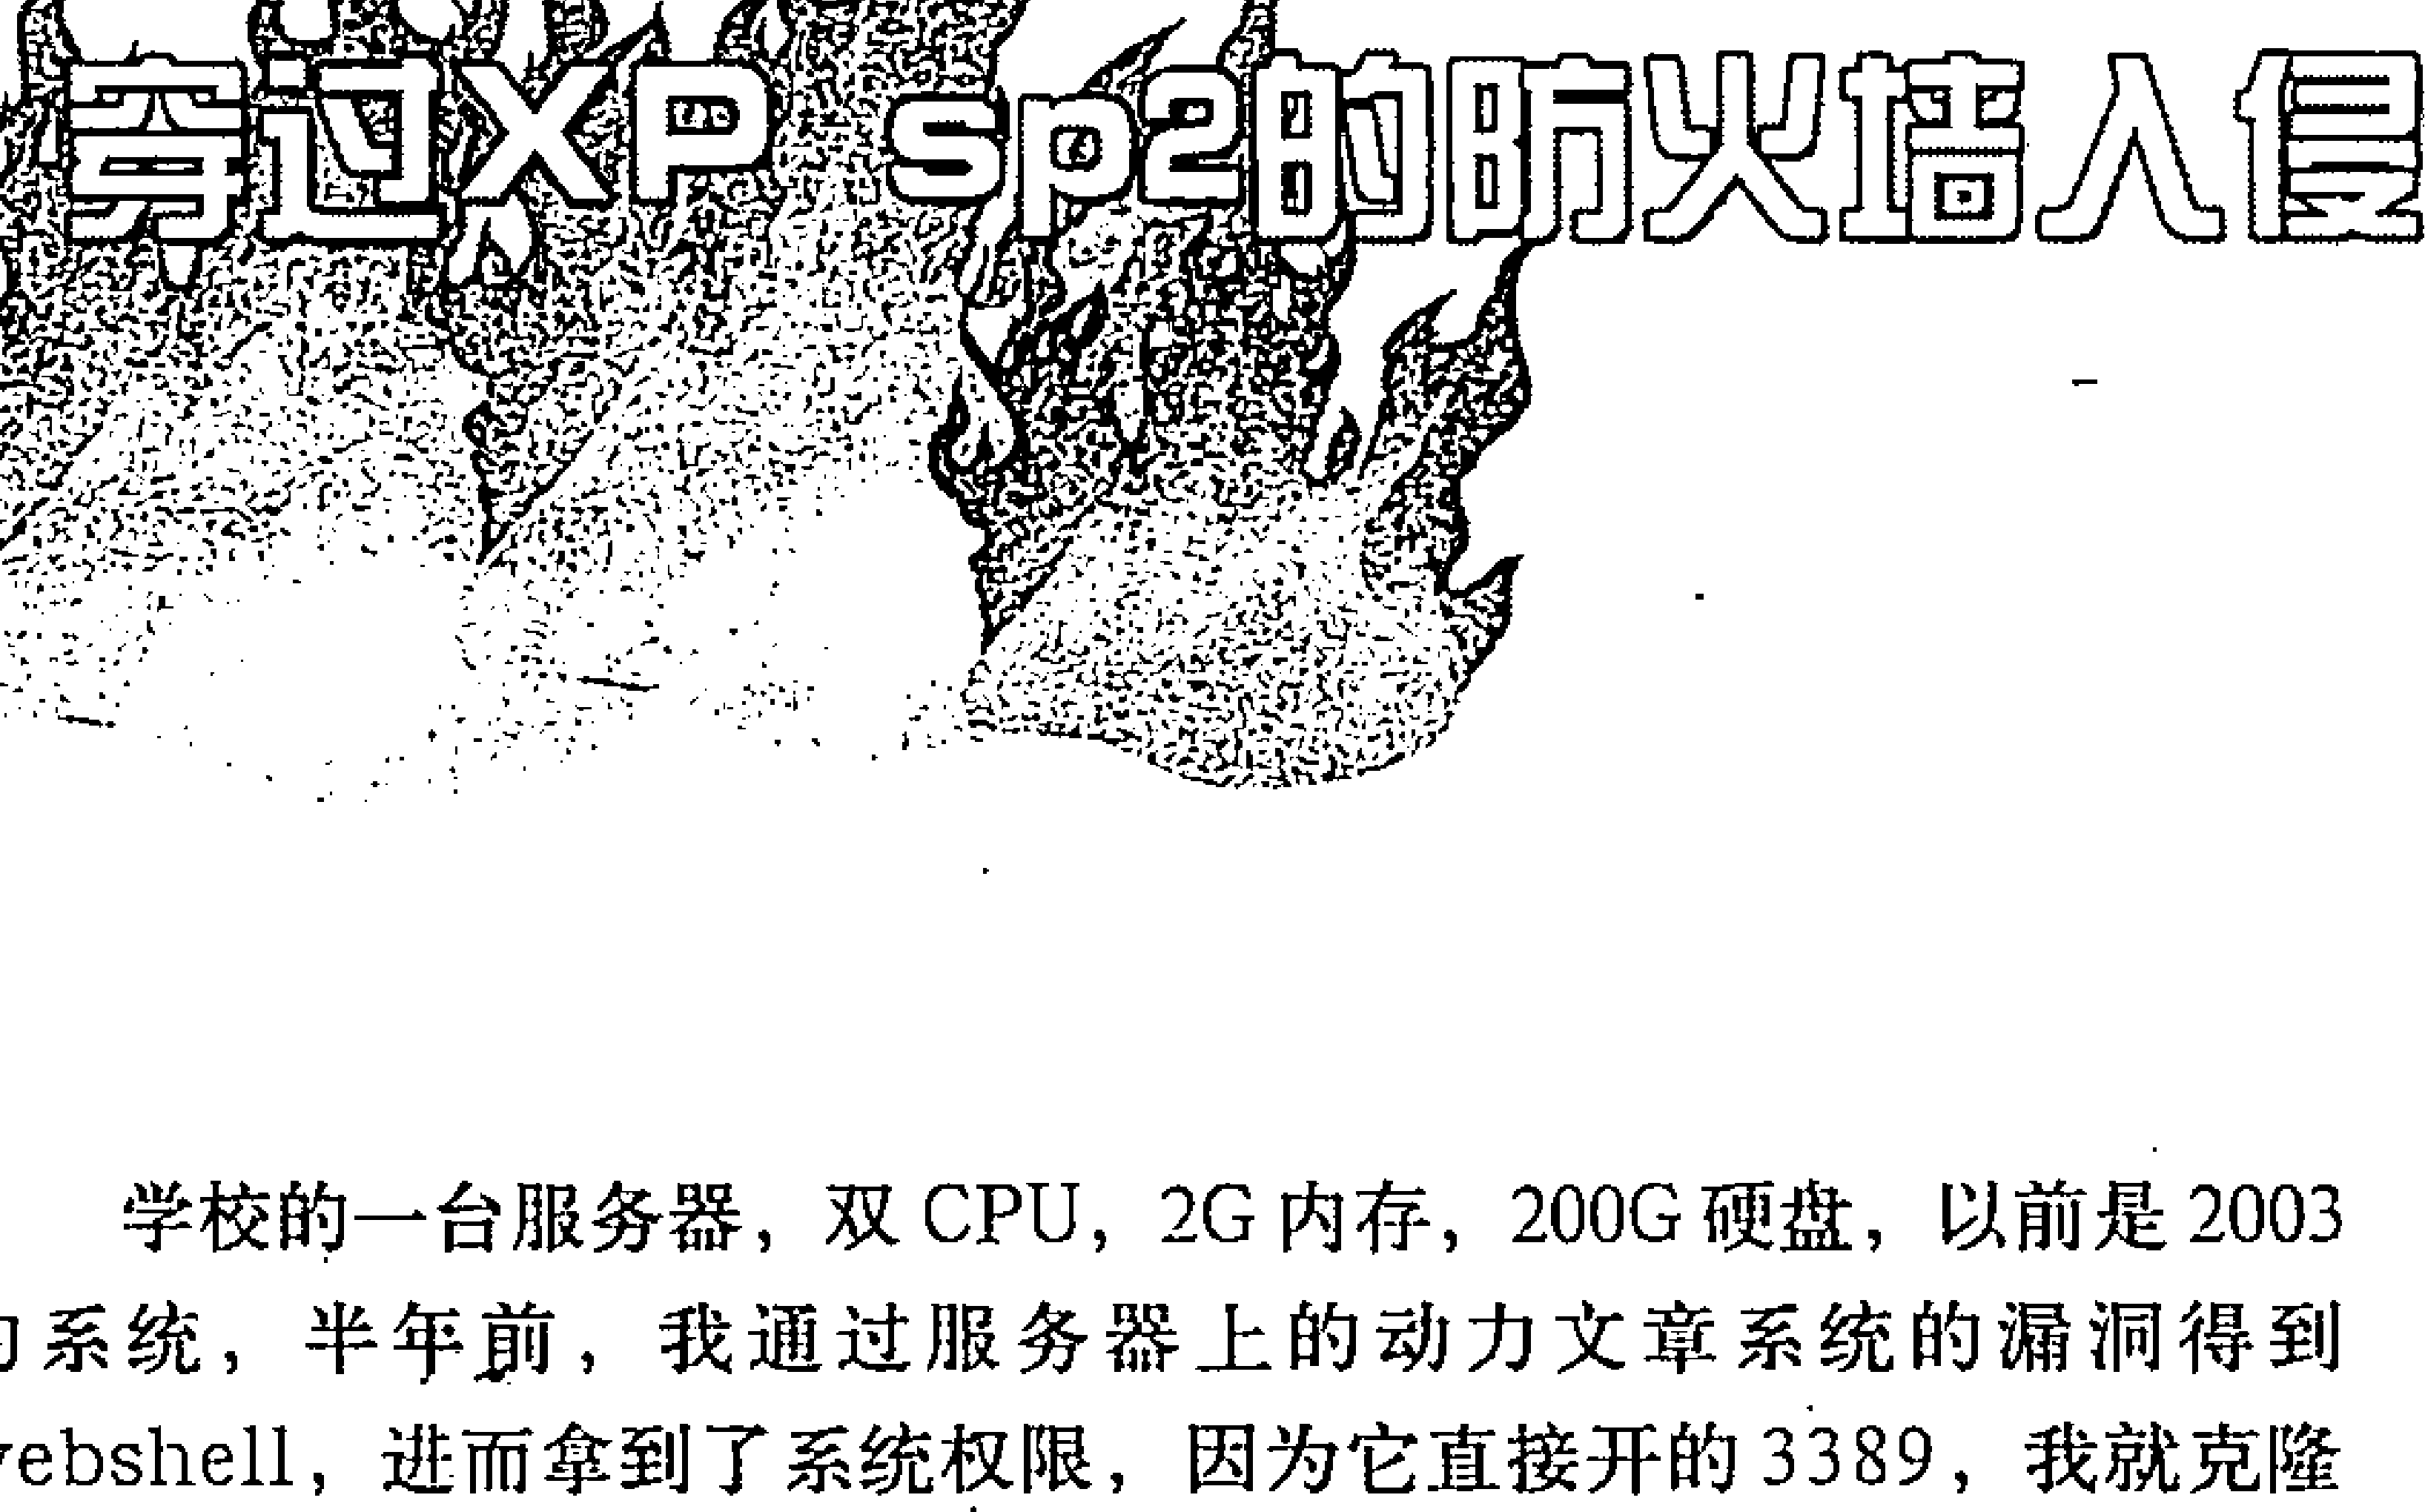 穿过XP sp2的防火墙入侵
学校的一台服务器，双CPU，2G内存，200G硬盘，以前是2003
的系统，半年前，我通过服务器上的动力文章系统的漏洞得到
webshell，进而拿到了系统权限，因为它直接开的3389，我就克隆